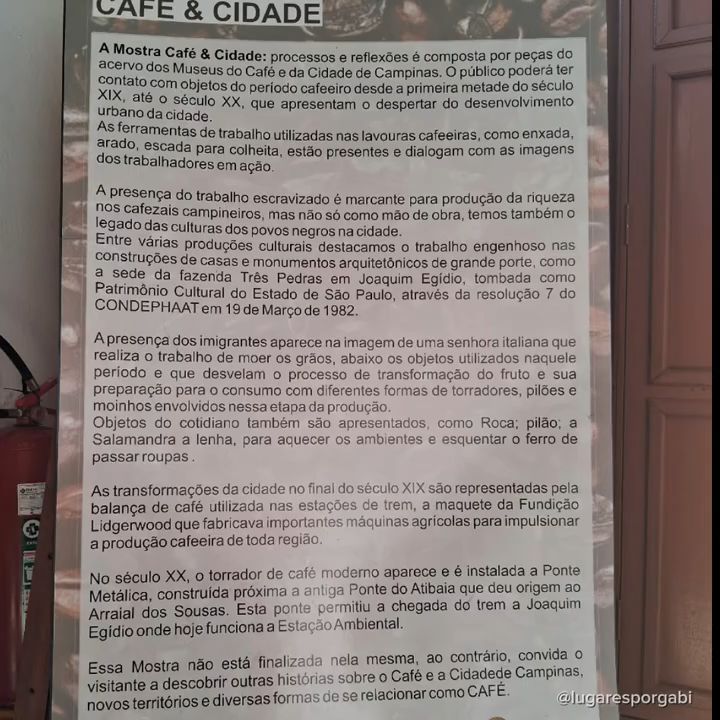 CAFÉ & CIDADE
A Mostra Café & Cidade: processos e reflexões é composta por peças do
acervo dos Museus do Café e da Cidade de Campinas. O público poderá ter
contato com objetos do período cafeeiro desde a primeira metade do século
XIX, até o século XX, que apresentam o despertar do desenvolvimento
urbano da cidade.
As ferramentas de trabalho utilizadas nas lavouras cafeeiras, como enxada,
arado, escada para colheita, estão presentes e dialogam com as imagens
dos trabalhadores em ação.
A presença do trabalho escravizado é marcante para produção da riqueza
nos cafezais campineiros, mas não só como mão de obra, temos também o
legado das culturas dos povos negros na cidade.
Entre várias produções culturais destacamos o trabalho engenhoso nas
construções de casas e monumentos arquitetônicos de grande porte, como
a sede da fazenda Três Pedras em Joaquim Egídio, tombada como
Patrimônio Cultural do Estado de São Paulo, através da resolução 7 do
CONDEPHAAT em 19 de Março de 1982.
A presença dos imigrantes aparece na imagem de uma senhora italiana que
realiza o trabalho de moer os grãos, abaixo os objetos utilizados naquele
período e que desvelam o processo de transformação do fruto e sua
preparação para o consumo com diferentes formas de torradores, pilões e
moinhos envolvidos nessa etapa da produção.
Objetos do cotidiano também são apresentados, como Roca; pilão; a
Salamandra a lenha, para aquecer os ambientes e esquentar o ferro de
passar roupas .
As transformações da cidade no final do século XIX são representadas pela
balança de café utilizada nas estações de trem, a maquete da Fundição
Lidgerwood que fabricava importantes máquinas agrícolas para impulsionar
a produção cafeeira de toda região.
No século XX, o torrador de café moderno aparece e é instalada a Ponte
Metálica, construída próxima a antiga Ponte do Atibaia que deu origem ao
Arraial dos Sousas. Esta ponte permitiu a chegada do trem a Joaquim
Egídio onde hoje funciona a Estação Ambiental.
Essa Mostra não está finalizada nela mesma, ao contrário, convida o
visitante a descobrir outras histórias sobre o Café e a Cidadede Campinas,
novos territórios e diversas formas de se relacionar como CAFÉ.
@lugaresporgabi